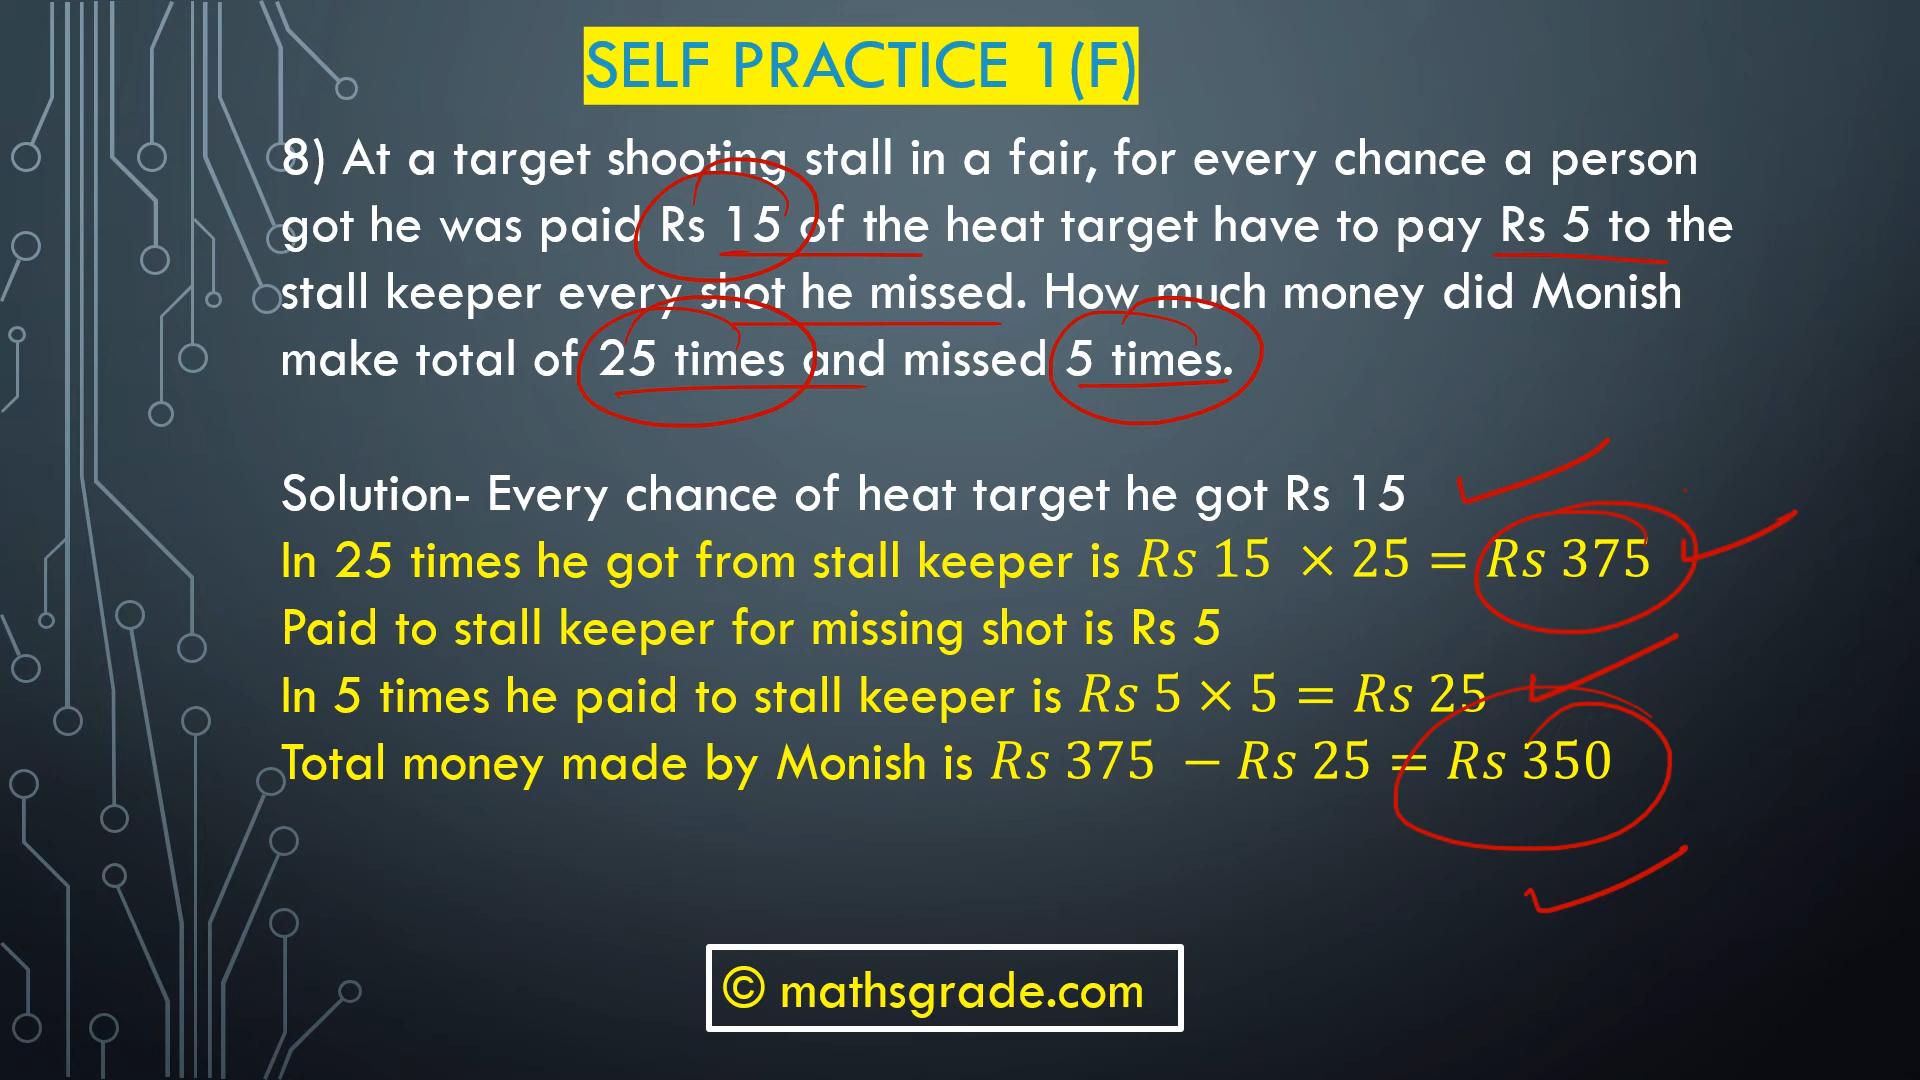 SELF PRACTICE 1(F)
8) At a target shooting stall in a fair, for every chance a person
got he was paid Rs 15 of the heat target have to pay Rs 5 to the
stall keeper every shot he missed. How much money did Monish
make total of 25 times and missed 5 times.
Solution- Every chance of heat target he got Rs 15
In 25 times he got from stall keeper is Rs 15 × 25 = Rs 375
Paid to stall keeper for missing shot is Rs 5
In 5 times he paid to stall keeper is Rs 5 × 5 = Rs 25
Total money made by Monish is Rs 375 − Rs 25 = Rs 350
© mathsgrade.com